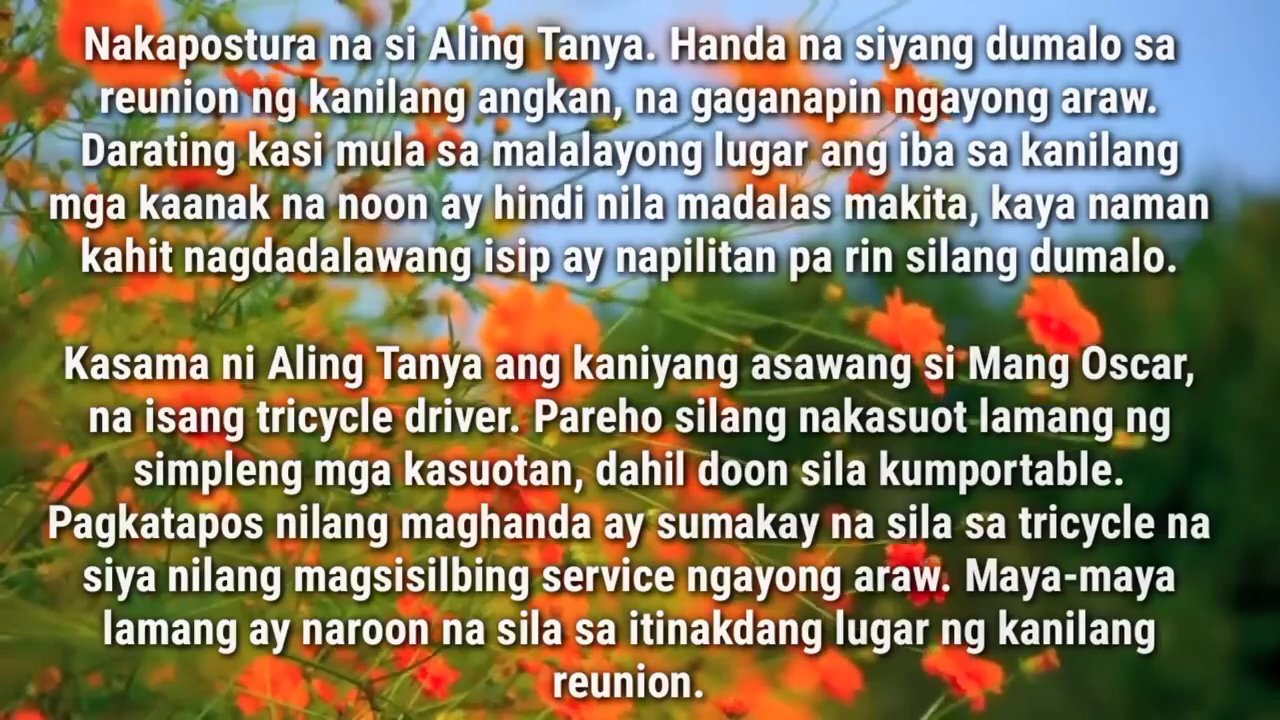 Nakapostura na si Aling Tanya. Handa na siyang dumalo sa
reunion ng kanilang angkan, na gaganapin ngayong araw.
Darating kasi mula sa malalayong lugar ang iba sa kanilang
mga kaanak na noon ay hindi nila madalas makita, kaya naman
kahit nagdadalawang isip ay napilitan pa rin silang dumalo.
Kasama ni Aling Tanya ang kaniyang asawang si Mang Oscar,
na isang tricycle driver. Pareho silang nakasuot lamang ng
simpleng mga kasuotan, dahil doon sila kumportable.
Pagkatapos nilang maghanda ay sumakay na sila sa tricycle na
siya nilang magsisilbing service ngayong araw. Maya-maya
lamang ay naroon na sila sa itinakdang lugar ng kanilang
reunion.